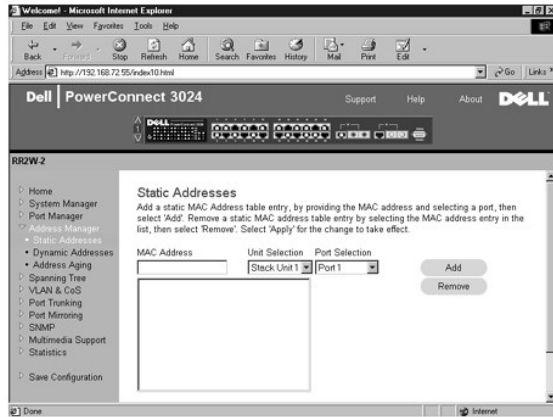 Welcome! - Microsoft Internet Explorer
File Edit View Favorites Tools Help
Back Forward Stop Refresh Home Search Favorites History Mail Print Edit
Address http://192.168.72.55/index10.html Go Links
Dell PowerConnect 3024 Support Help About DELL
DELL
RR2W-2
Home
System Manager
Port Manager
Address Manager
Static Addresses
Dynamic Addresses
Address Aging
Spanning Tree
VLAN & CoS
Port Trunking
Port Mirroring
SNMP
Multimedia Support
Statistics
Save Configuration
Static Addresses
Add a static MAC Address table entry, by providing the MAC address and selecting a port, then
select 'Add'. Remove a static MAC address table entry by selecting the MAC address entry in the
list, then select 'Remove'. Select 'Apply' for the change to take effect.
MAC Address Unit Selection Port Selection
Stack Unit 1 Port 1 Add
Remove
Done Internet